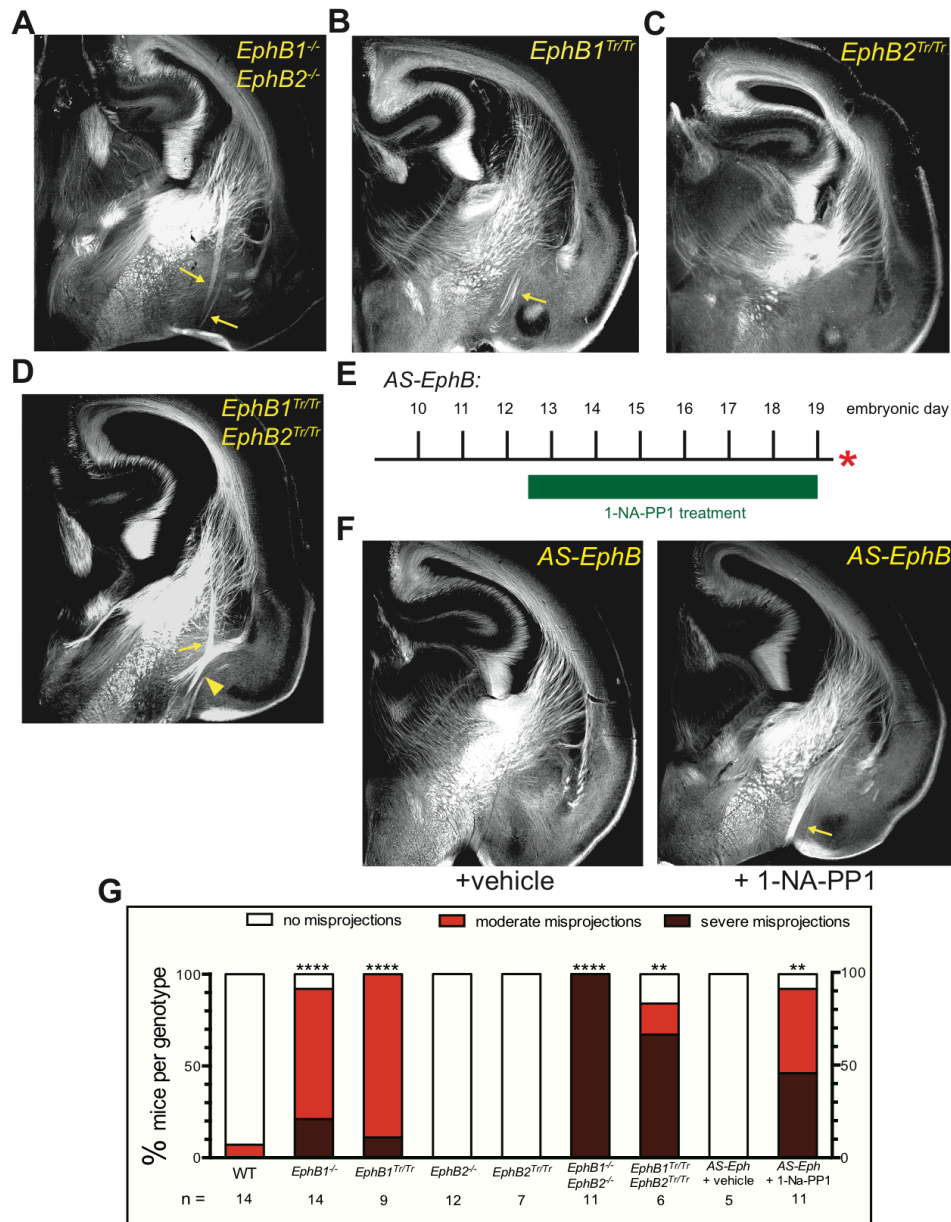 A
EphB1-/-
EphB2-/-
B
EphB1Tr/Tr
C
EphB2Tr/Tr
D
EphB1Tr/Tr
EphB2Tr/Tr
E
AS-EphB:
10 11 12 13 14 15 16 17 18 19 embryonic day
*
1-NA-PP1 treatment
F
AS-EphB
AS-EphB
+vehicle
+ 1-NA-PP1
G
no misprojections moderate misprojections severe misprojections
**** **** **** ** **
100 100
50 50
0 0
% mice per genotype
WT EphB1-/- EphB1Tr/Tr EphB2-/- EphB2Tr/Tr EphB1-/- EphB1Tr/Tr AS-Eph AS-Eph
EphB2-/- EphB2Tr/Tr + vehicle + 1-Na-PP1
n = 14 14 9 12 7 11 6 5 11